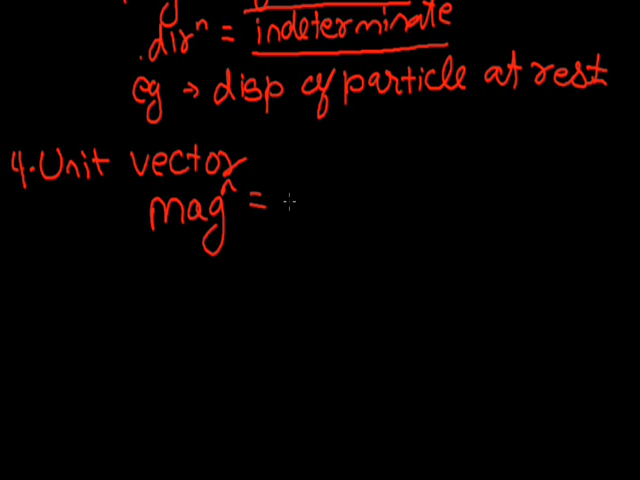 .dirⁿ = indeterminate
eg → disp of particle at rest
4. Unit vector
magⁿ =